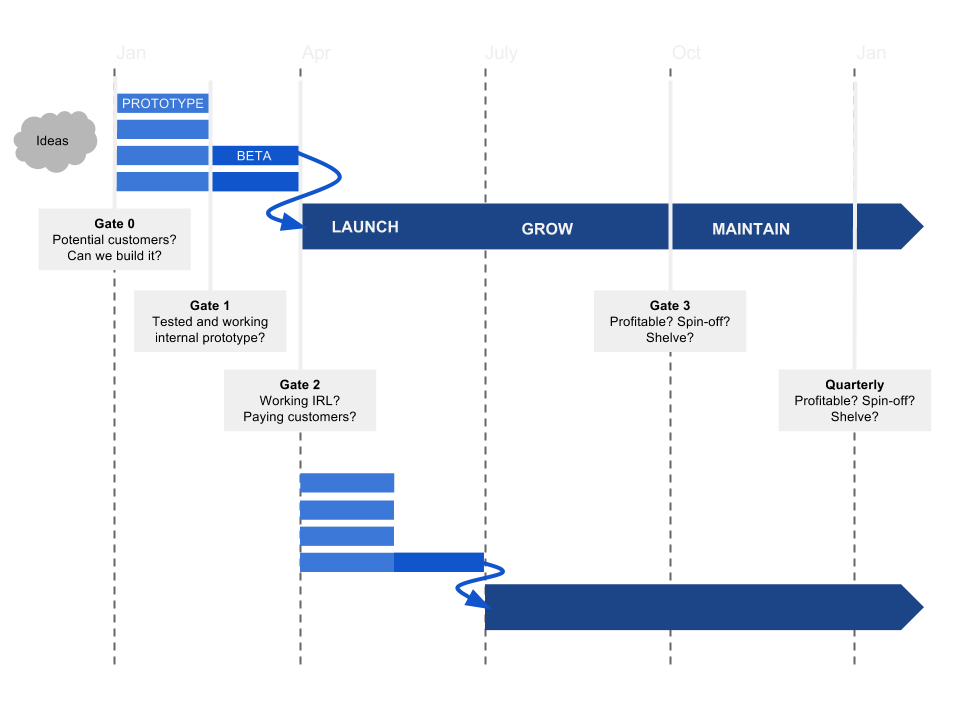 Jan
Apr
July
Oct
Jan
PROTOTYPE
Ideas
BETA
LAUNCH
GROW
MAINTAIN
Gate 0
Potential customers?
Can we build it?
Gate 1
Tested and working
internal prototype?
Gate 3
Profitable? Spin-off?
Shelve?
Gate 2
Working IRL?
Paying customers?
Quarterly
Profitable? Spin-off?
Shelve?